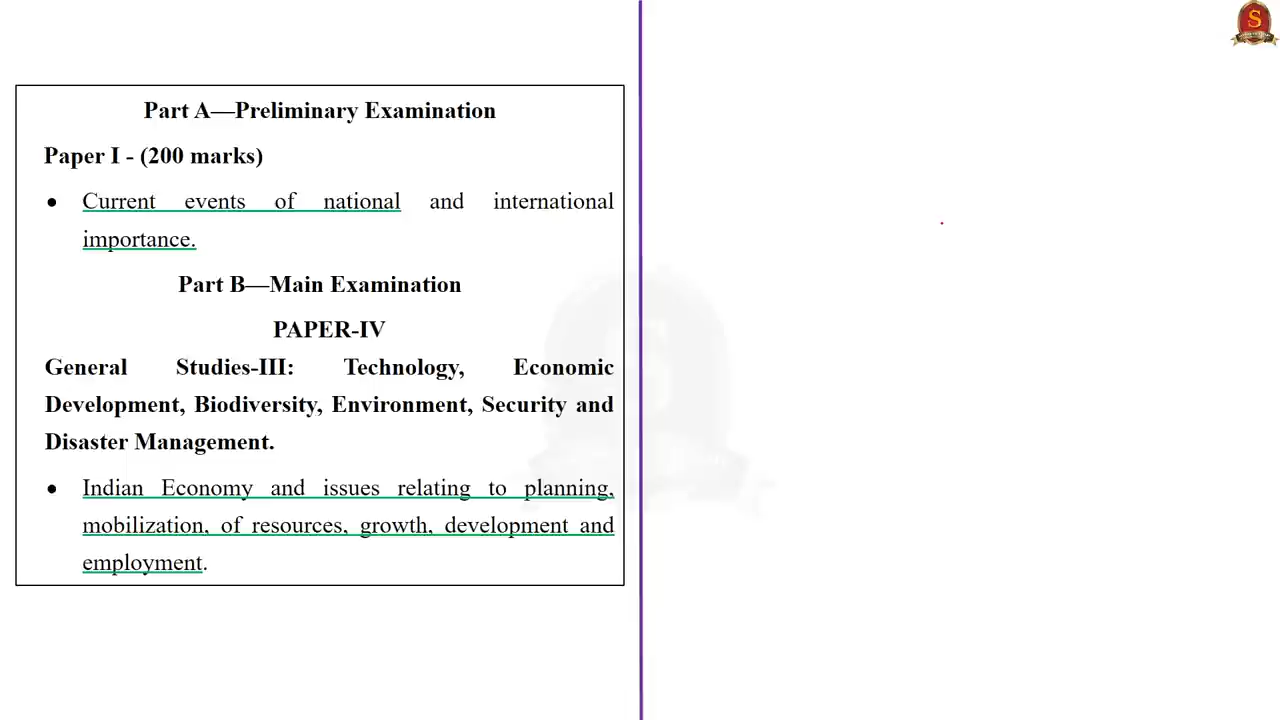 Part A—Preliminary Examination
Paper I - (200 marks)
● Current events of national and international
importance.
Part B—Main Examination
PAPER-IV
General Studies-III: Technology, Economic
Development, Biodiversity, Environment, Security and
Disaster Management.
● Indian Economy and issues relating to planning,
mobilization, of resources, growth, development and
employment.
S